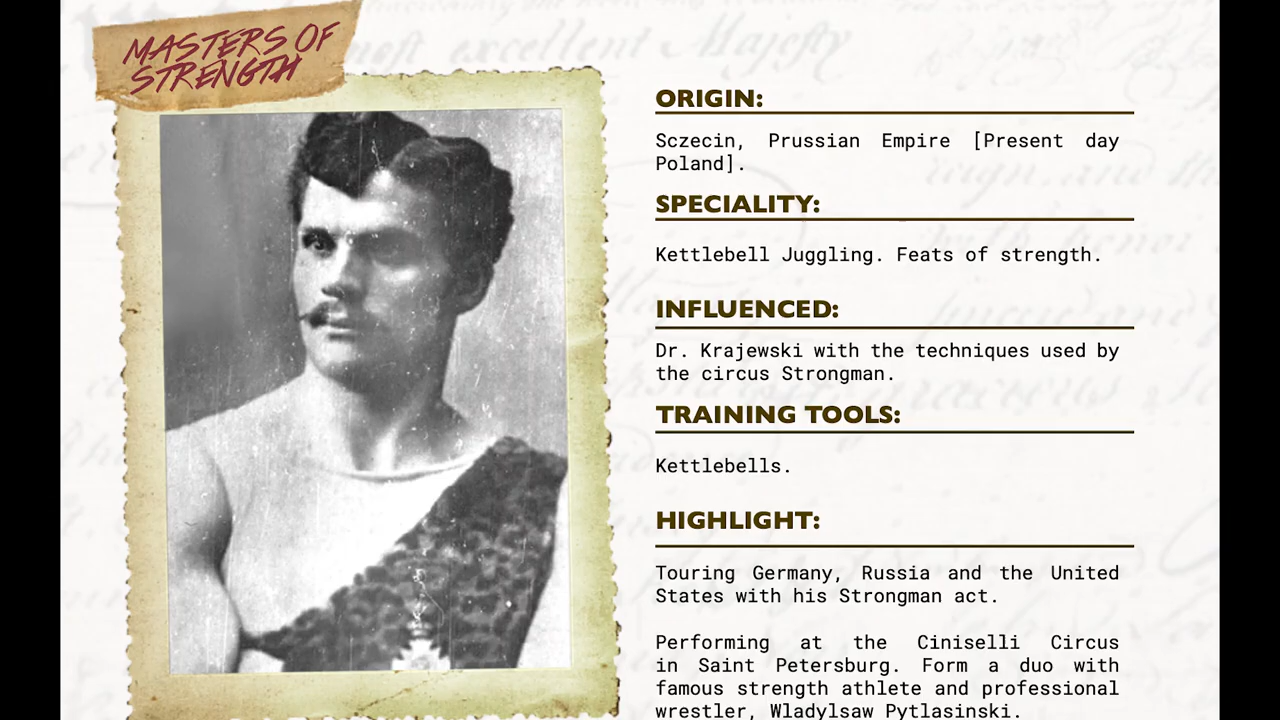 MASTERS OF
STRENGTH
ORIGIN:
Sczecin, Prussian Empire [Present day
Poland].
SPECIALITY:
Kettlebell Juggling. Feats of strength.
INFLUENCED:
Dr. Krajewski with the techniques used by
the circus Strongman.
TRAINING TOOLS:
Kettlebells.
HIGHLIGHT:
Touring Germany, Russia and the United
States with his Strongman act.
Performing at the Ciniselli Circus
in Saint Petersburg. Form a duo with
famous strength athlete and professional
wrestler, Wladylsaw Pytlasinski.